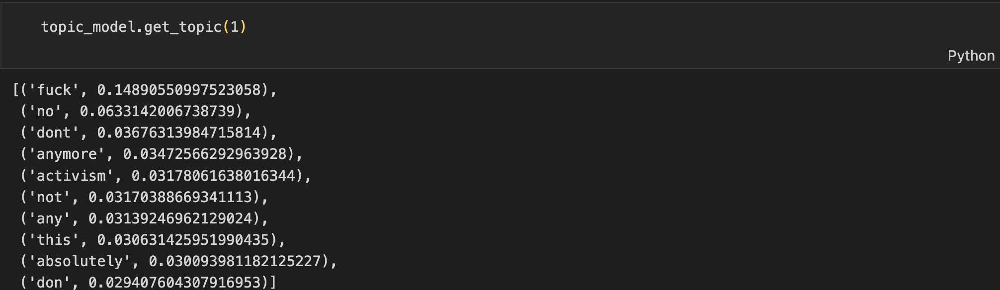 topic_model.get_topic(1)
Python
[('fuck', 0.14890550997523058),
('no', 0.0633142006738739),
('dont', 0.03676313984715814),
('anymore', 0.03472566292963928),
('activism', 0.03178061638016344),
('not', 0.03170388669341113),
('any', 0.03139246962129024),
('this', 0.030631425951990435),
('absolutely', 0.030093981182125227),
('don', 0.029407604307916953)]